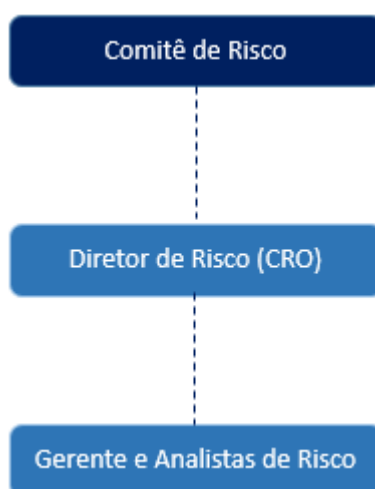 Comitê de Risco
Diretor de Risco (CRO)
Gerente e Analistas de Risco